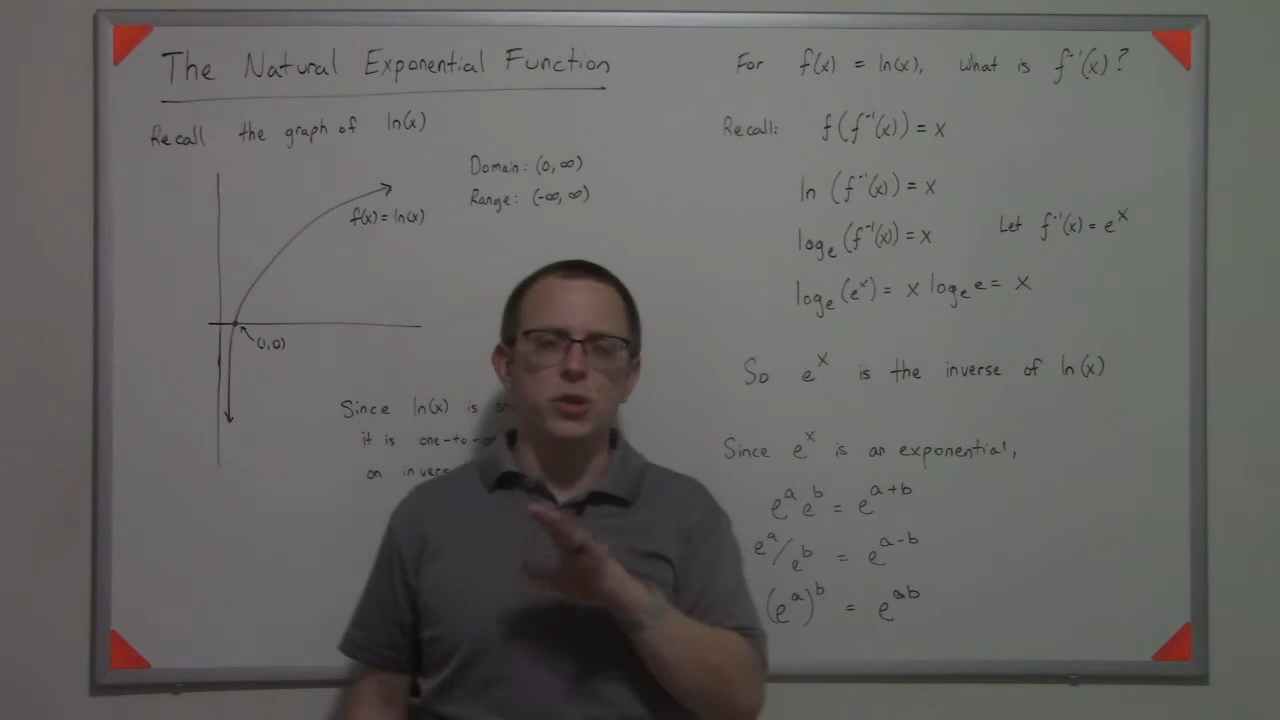 The Natural Exponential Function
Recall the graph of ln(x)
Domain: (0, ∞)
Range: (-∞, ∞)
f(x) = ln(x)
(1,0)
Since ln(x) is
it is one-to-
an
For f(x) = ln(x), what is f⁻¹(x)?
Recall: f(f⁻¹(x)) = x
ln (f⁻¹(x)) = x
logₑ (f⁻¹(x)) = x
Let f⁻¹(x) = eˣ
logₑ (eˣ) = x logₑ e = x
So eˣ is the inverse of ln(x)
Since eˣ is an exponential,
eᵃ eᵇ = eᵃ⁺ᵇ
eᵃ/eᵇ = eᵃ⁻ᵇ
(eᵃ)ᵇ = eᵃᵇ